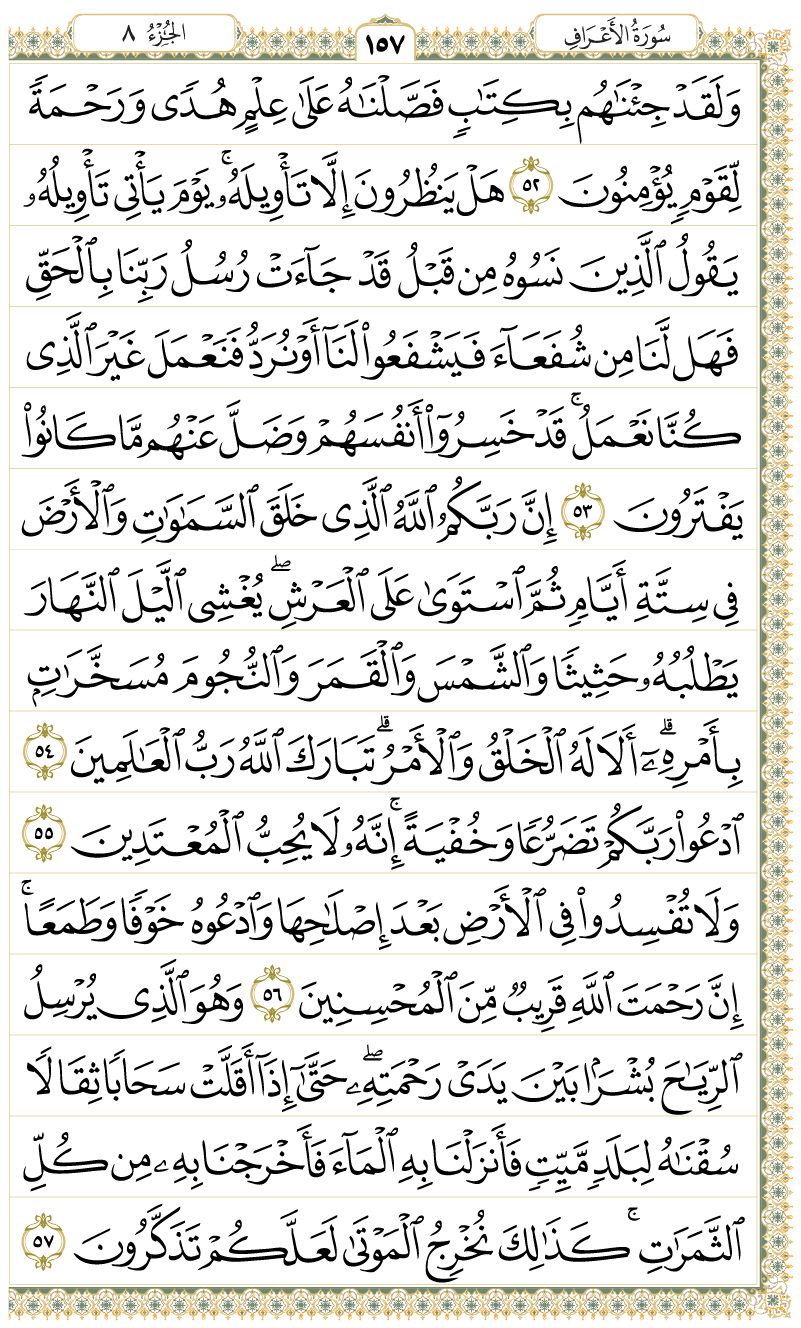 سُورَةُ الأَعۡرَافِ ١٥٧ الجُزۡءُ ٨
وَلَقَدۡ جِئۡنَٰهُم بِكِتَٰبٖ فَصَّلۡنَٰهُ عَلَىٰ عِلۡمٍ هُدٗى وَرَحۡمَةٗ
لِّقَوۡمٖ يُؤۡمِنُونَ ٥٢ هَلۡ يَنظُرُونَ إِلَّا تَأۡوِيلَهُۥۚ يَوۡمَ يَأۡتِي تَأۡوِيلُهُۥ
يَقُولُ ٱلَّذِينَ نَسُوهُ مِن قَبۡلُ قَدۡ جَآءَتۡ رُسُلُ رَبِّنَا بِٱلۡحَقِّ
فَهَل لَّنَا مِن شُفَعَآءَ فَيَشۡفَعُواْ لَنَآ أَوۡ نُرَدُّ فَنَعۡمَلَ غَيۡرَ ٱلَّذِي
كُنَّا نَعۡمَلُۚ قَدۡ خَسِرُوٓاْ أَنفُسَهُمۡ وَضَلَّ عَنۡهُم مَّا كَانُواْ
يَفۡتَرُونَ ٥٣ إِنَّ رَبَّكُمُ ٱللَّهُ ٱلَّذِي خَلَقَ ٱلسَّمَٰوَٰتِ وَٱلۡأَرۡضَ
فِي سِتَّةِ أَيَّامٖ ثُمَّ ٱسۡتَوَىٰ عَلَى ٱلۡعَرۡشِۖ يُغۡشِي ٱلَّيۡلَ ٱلنَّهَارَ
يَطۡلُبُهُۥ حَثِيثٗا وَٱلشَّمۡسَ وَٱلۡقَمَرَ وَٱلنُّجُومَ مُسَخَّرَٰتِۭ
بِأَمۡرِهِۦٓۗ أَلَا لَهُ ٱلۡخَلۡقُ وَٱلۡأَمۡرُۗ تَبَارَكَ ٱللَّهُ رَبُّ ٱلۡعَٰلَمِينَ ٥٤
ٱدۡعُواْ رَبَّكُمۡ تَضَرُّعٗا وَخُفۡيَةًۚ إِنَّهُۥ لَا يُحِبُّ ٱلۡمُعۡتَدِينَ ٥٥
وَلَا تُفۡسِدُواْ فِي ٱلۡأَرۡضِ بَعۡدَ إِصۡلَٰحِهَا وَٱدۡعُوهُ خَوۡفٗا وَطَمَعًاۚ
إِنَّ رَحۡمَتَ ٱللَّهِ قَرِيبٞ مِّنَ ٱلۡمُحۡسِنِينَ ٥٦ وَهُوَ ٱلَّذِي يُرۡسِلُ
ٱلرِّيَٰحَ بُشۡرَۢا بَيۡنَ يَدَيۡ رَحۡمَتِهِۦۖ حَتَّىٰٓ إِذَآ أَقَلَّتۡ سَحَابٗا ثِقَالٗا
سُقۡنَٰهُ لِبَلَدٖ مَّيِّتٖ فَأَنزَلۡنَا بِهِ ٱلۡمَآءَ فَأَخۡرَجۡنَا بِهِۦ مِن كُلِّ
ٱلثَّمَرَٰتِۚ كَذَٰلِكَ نُخۡرِجُ ٱلۡمَوۡتَىٰ لَعَلَّكُمۡ تَذَكَّرُونَ ٥٧